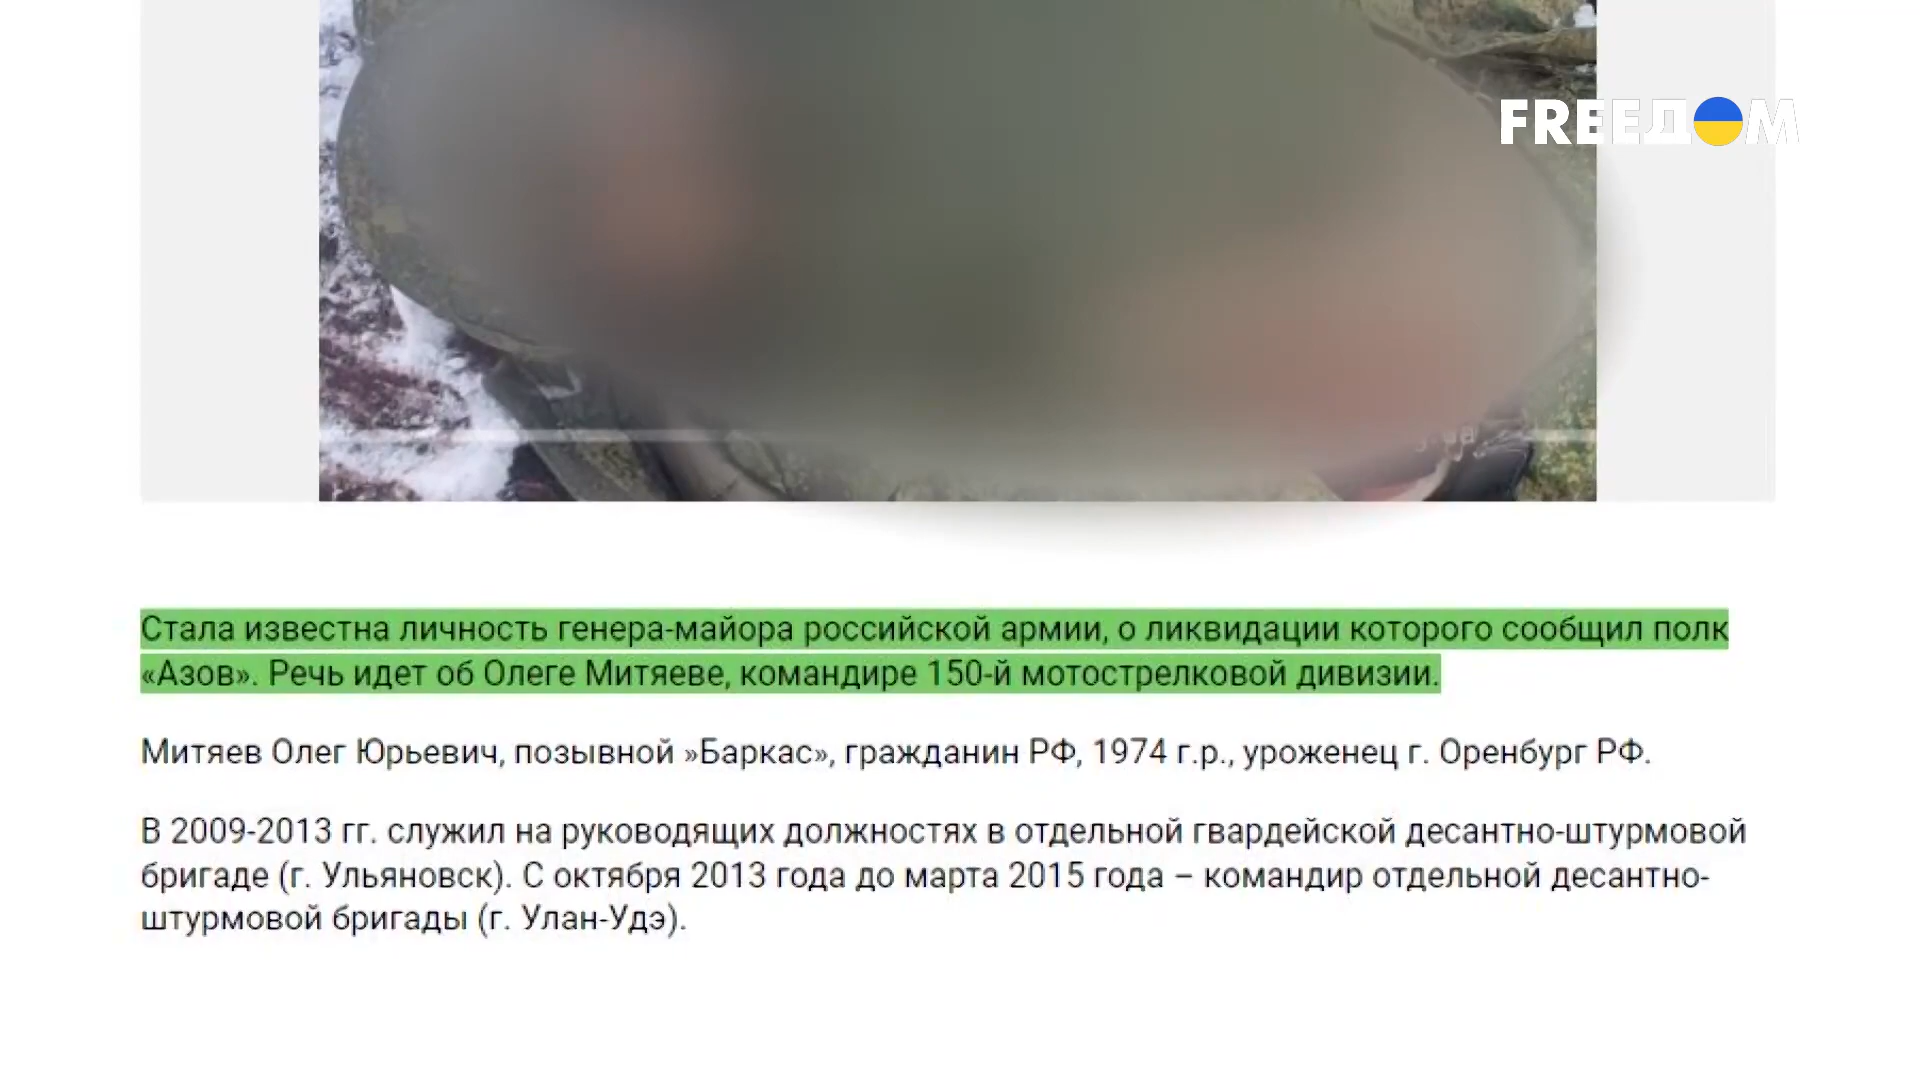 FREEДOM
Стала известна личность генера-майора российской армии, о ликвидации которого сообщил полк
«Азов». Речь идет об Олеге Митяеве, командире 150-й мотострелковой дивизии.
Митяев Олег Юрьевич, позывной »Баркас», гражданин РФ, 1974 г.р., уроженец г. Оренбург РФ.
В 2009-2013 гг. служил на руководящих должностях в отдельной гвардейской десантно-штурмовой
бригаде (г. Ульяновск). С октября 2013 года до марта 2015 года – командир отдельной десантно-
штурмовой бригады (г. Улан-Удэ).